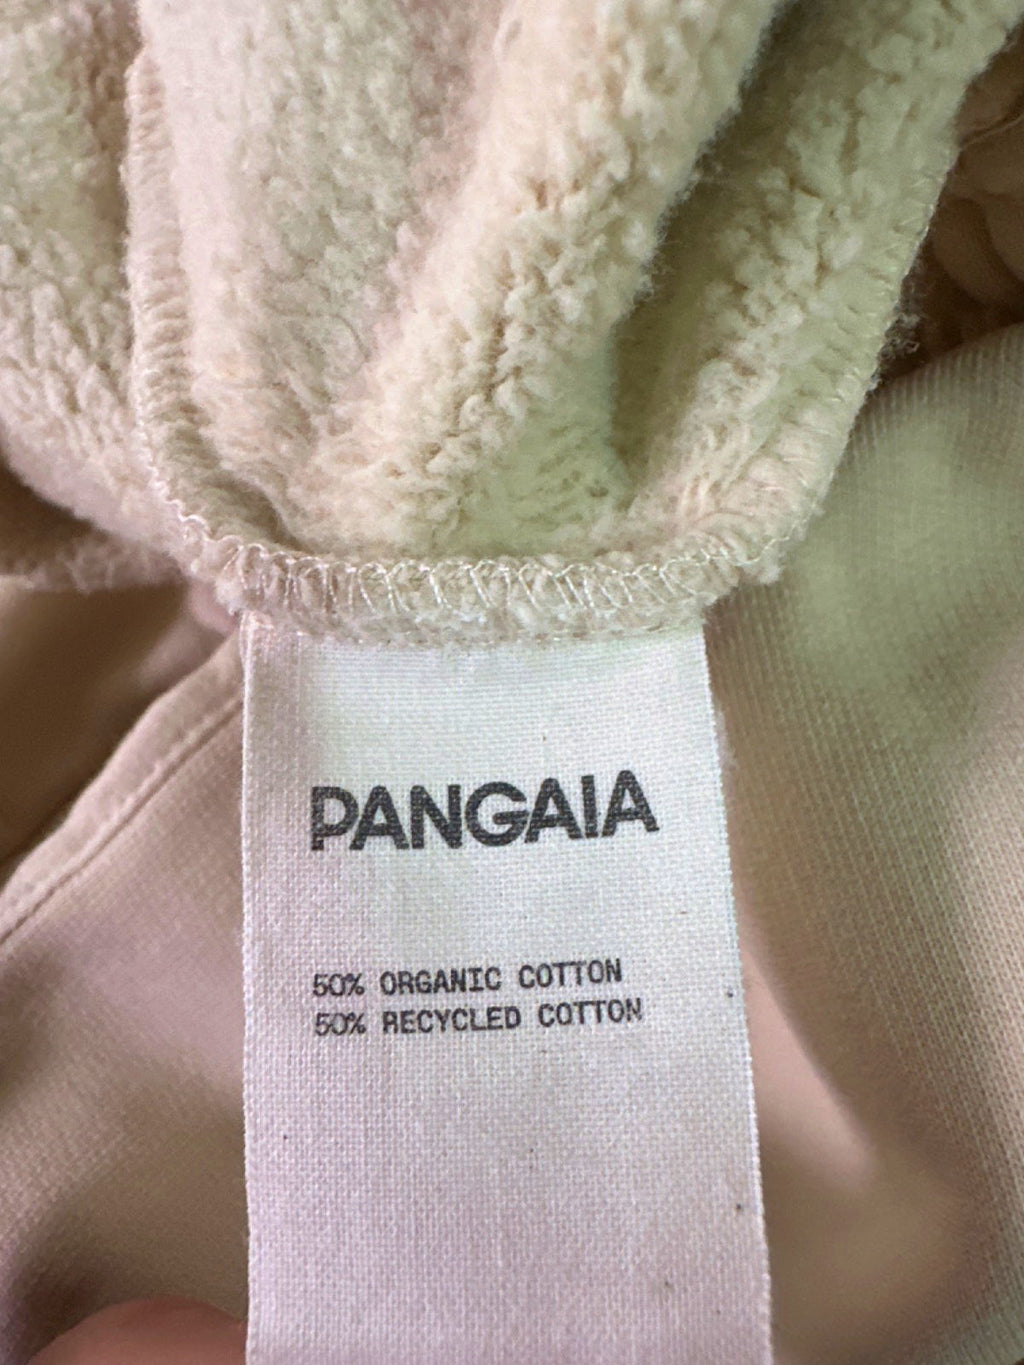 PANGAIA
50% ORGANIC COTTON
50% RECYCLED COTTON